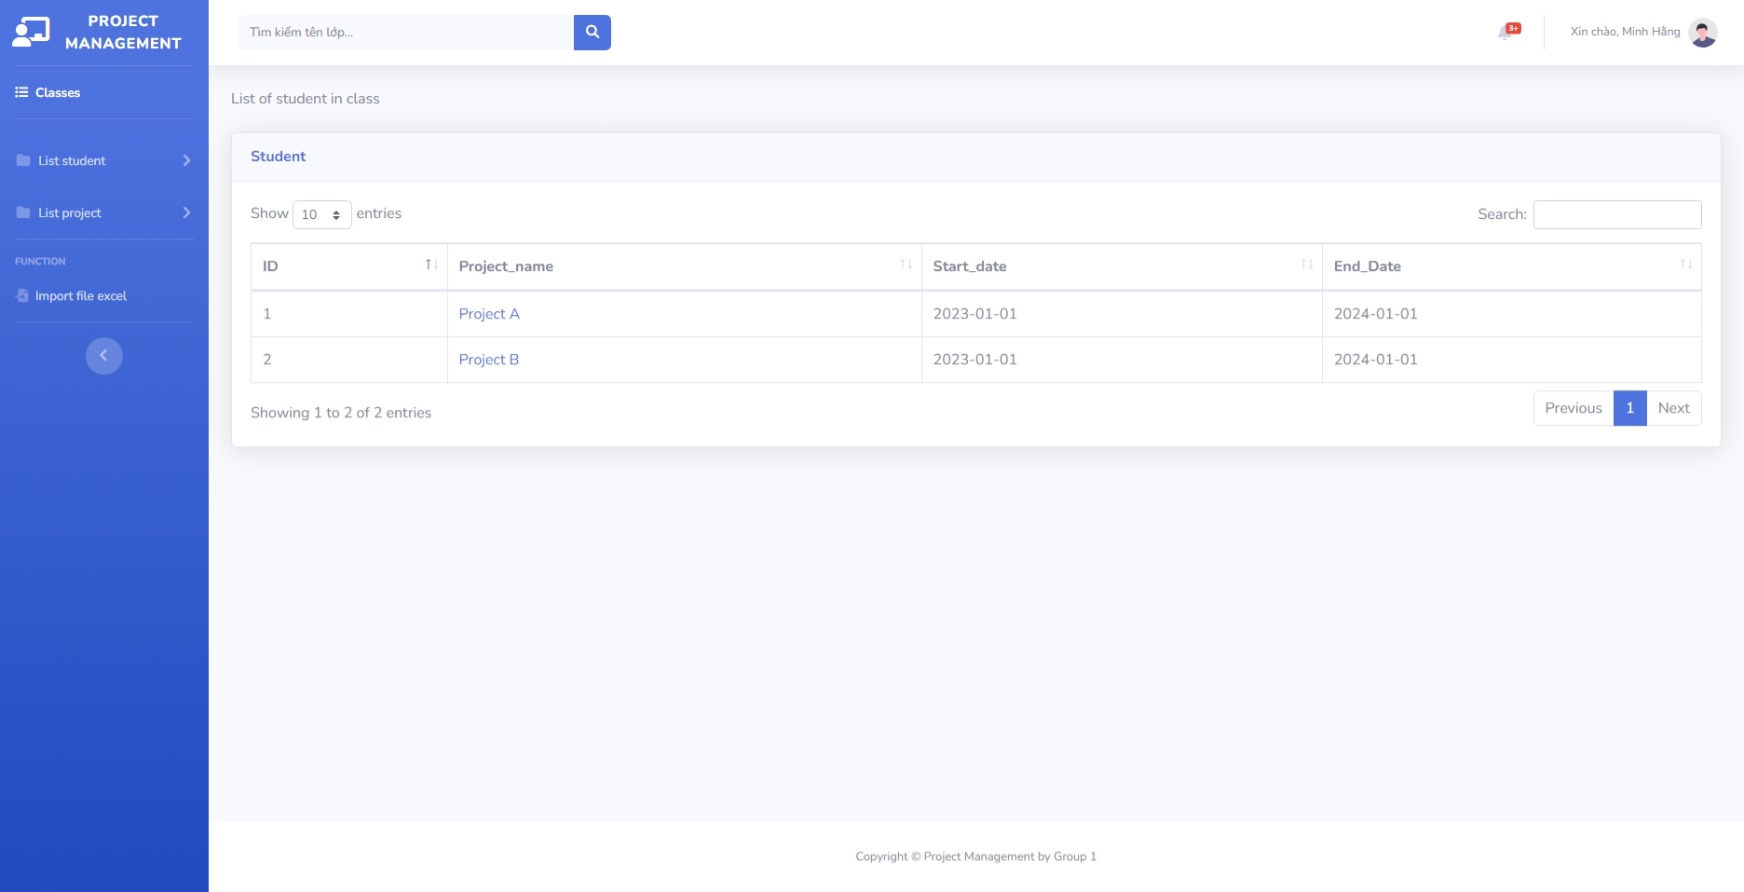 PROJECT
MANAGEMENT
Tìm kiếm tên lớp...
3+
Xin chào, Minh Hằng
Classes
List student
List project
FUNCTION
Import file excel
List of student in class
Student
Show 10 entries
Search:
ID Project_name Start_date End_Date
1 Project A 2023-01-01 2024-01-01
2 Project B 2023-01-01 2024-01-01
Showing 1 to 2 of 2 entries
Previous 1 Next
Copyright © Project Management by Group 1